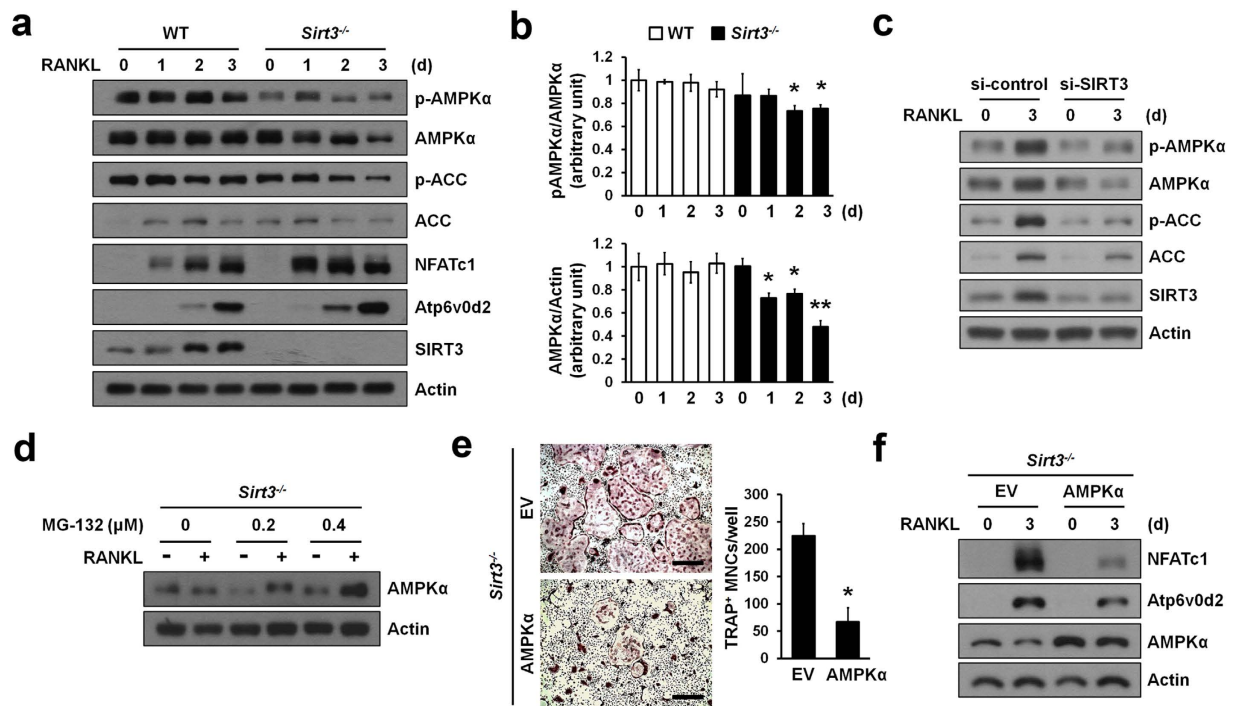 a
WT Sirt3-/-
RANKL 0 1 2 3 0 1 2 3 (d)
p-AMPKα
AMPKα
p-ACC
ACC
NFATc1
Atp6v0d2
SIRT3
Actin
b
WT Sirt3-/-
pAMPKα/AMPKα
(arbitrary unit)
1.2
1
0.8
0.6
0.4
0.2
0
* *
0 1 2 3 0 1 2 3 (d)
AMPKα/Actin
(arbitrary unit)
1.2
1
0.8
0.6
0.4
0.2
0
* * **
0 1 2 3 0 1 2 3 (d)
c
si-control si-SIRT3
RANKL 0 3 0 3 (d)
p-AMPKα
AMPKα
p-ACC
ACC
SIRT3
Actin
d
Sirt3-/-
MG-132 (μM) 0 0.2 0.4
RANKL - + - + - +
AMPKα
Actin
e
Sirt3-/-
EV
AMPKα
TRAP+ MNCs/well
300
250
200
150
100
50
0
*
EV AMPKα
f
Sirt3-/-
EV AMPKα
RANKL 0 3 0 3 (d)
NFATc1
Atp6v0d2
AMPKα
Actin